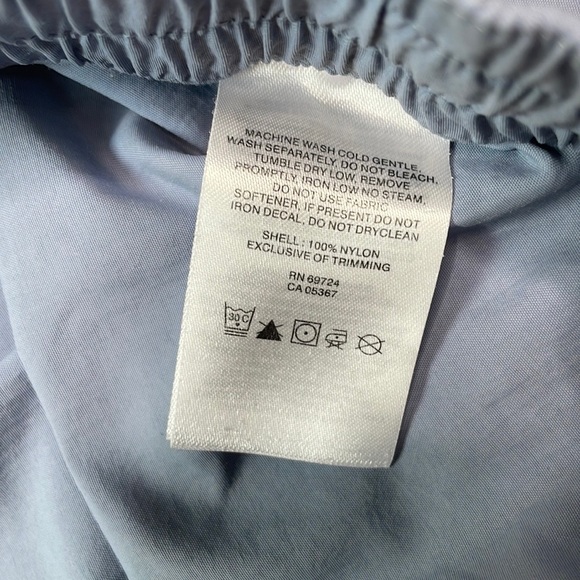 MACHINE WASH COLD GENTLE,
WASH SEPARATELY, DO NOT BLEACH,
TUMBLE DRY LOW, REMOVE
PROMPTLY, IRON LOW NO STEAM,
DO NOT USE FABRIC
SOFTENER, IF PRESENT DO NOT
IRON DECAL, DO NOT DRYCLEAN
SHELL : 100% NYLON
EXCLUSIVE OF TRIMMING
RN 69724
CA 05367
30 C